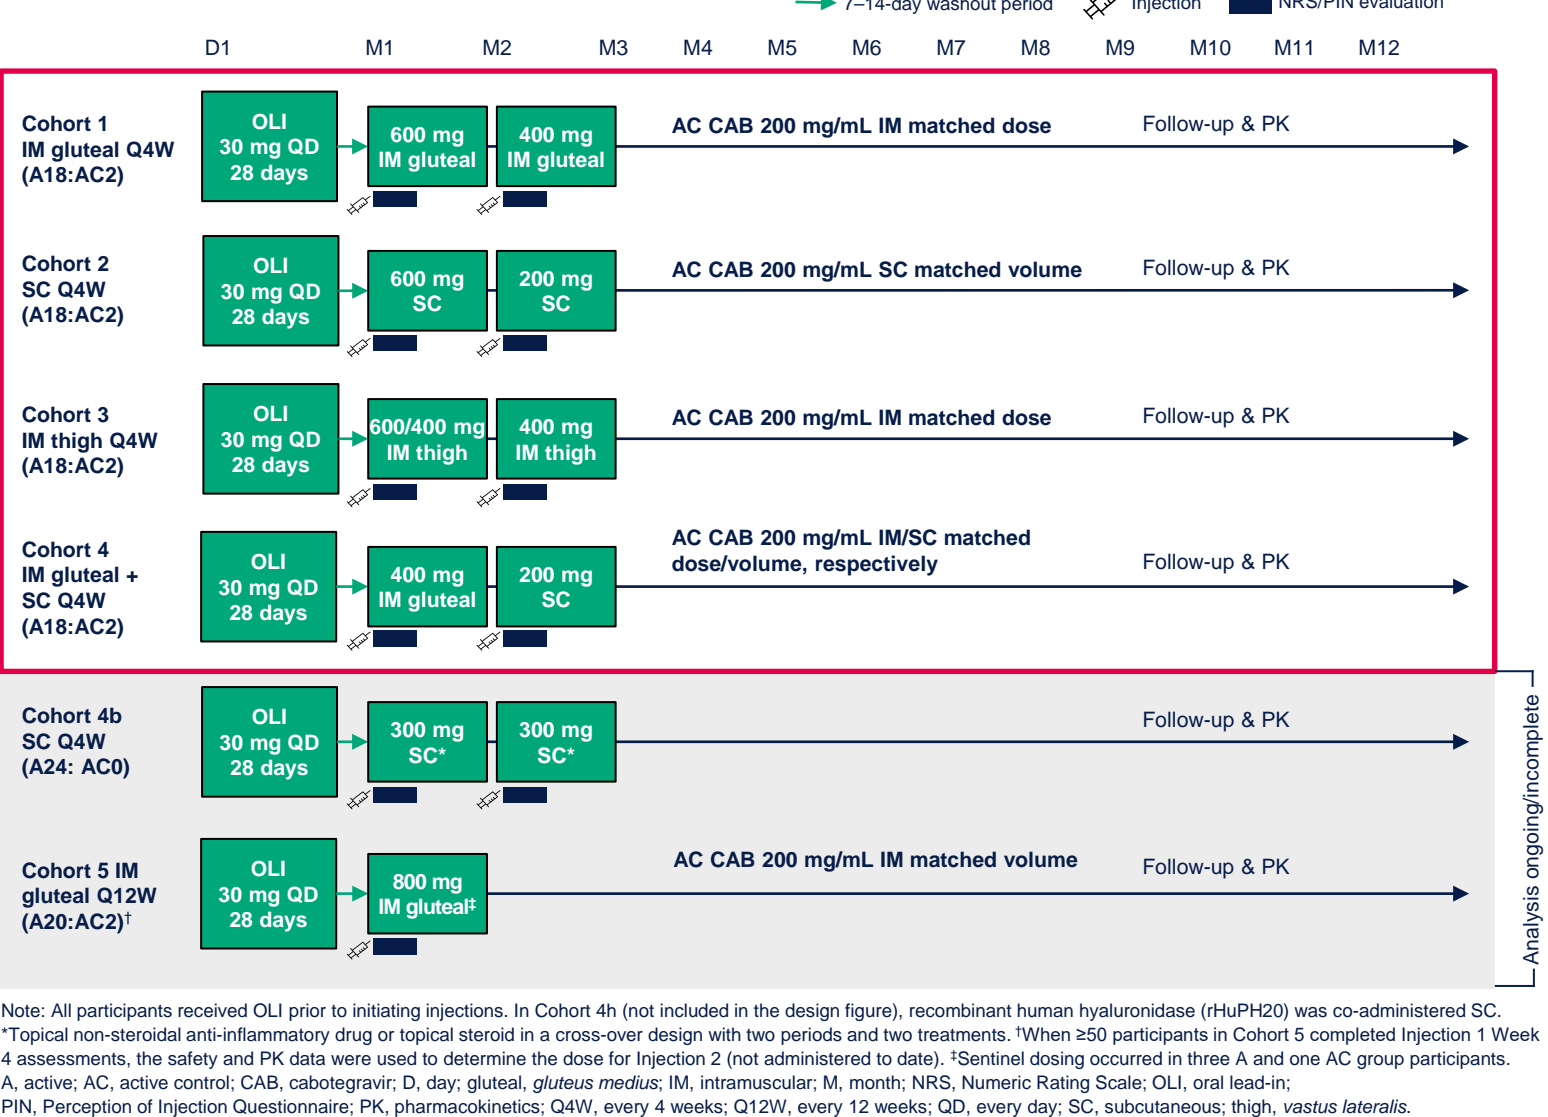 7–14-day washout period Injection NRS/PIN evaluation
D1 M1 M2 M3 M4 M5 M6 M7 M8 M9 M10 M11 M12
Cohort 1
IM gluteal Q4W
(A18:AC2)
OLI
30 mg QD
28 days
600 mg
IM gluteal
400 mg
IM gluteal
AC CAB 200 mg/mL IM matched dose
Follow-up & PK
Cohort 2
SC Q4W
(A18:AC2)
OLI
30 mg QD
28 days
600 mg
SC
200 mg
SC
AC CAB 200 mg/mL SC matched volume
Follow-up & PK
Cohort 3
IM thigh Q4W
(A18:AC2)
OLI
30 mg QD
28 days
600/400 mg
IM thigh
400 mg
IM thigh
AC CAB 200 mg/mL IM matched dose
Follow-up & PK
Cohort 4
IM gluteal +
SC Q4W
(A18:AC2)
OLI
30 mg QD
28 days
400 mg
IM gluteal
200 mg
SC
AC CAB 200 mg/mL IM/SC matched
dose/volume, respectively
Follow-up & PK
Cohort 4b
SC Q4W
(A24: AC0)
OLI
30 mg QD
28 days
300 mg
SC*
300 mg
SC*
Follow-up & PK
Cohort 5 IM
gluteal Q12W
(A20:AC2)†
OLI
30 mg QD
28 days
800 mg
IM gluteal‡
AC CAB 200 mg/mL IM matched volume
Follow-up & PK
Analysis ongoing/incomplete
Note: All participants received OLI prior to initiating injections. In Cohort 4h (not included in the design figure), recombinant human hyaluronidase (rHuPH20) was co-administered SC.
*Topical non-steroidal anti-inflammatory drug or topical steroid in a cross-over design with two periods and two treatments. †When ≥50 participants in Cohort 5 completed Injection 1 Week
4 assessments, the safety and PK data were used to determine the dose for Injection 2 (not administered to date). ‡Sentinel dosing occurred in three A and one AC group participants.
A, active; AC, active control; CAB, cabotegravir; D, day; gluteal, gluteus medius; IM, intramuscular; M, month; NRS, Numeric Rating Scale; OLI, oral lead-in;
PIN, Perception of Injection Questionnaire; PK, pharmacokinetics; Q4W, every 4 weeks; Q12W, every 12 weeks; QD, every day; SC, subcutaneous; thigh, vastus lateralis.